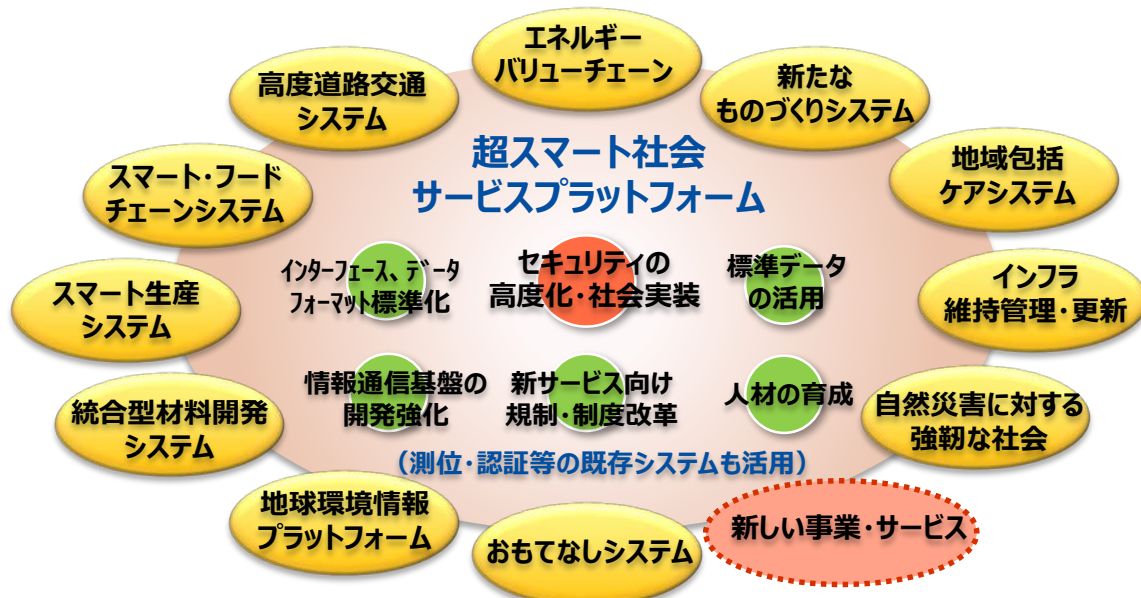 エネルギー
バリューチェーン
高度道路交通
システム
新たな
ものづくりシステム
超スマート社会
サービスプラットフォーム
地域包括
ケアシステム
スマート・フード
チェーンシステム
インターフェース、データ
フォーマット標準化
セキュリティの
高度化・社会実装
標準データ
の活用
インフラ
維持管理・更新
スマート生産
システム
情報通信基盤の
開発強化
新サービス向け
規制・制度改革
人材の育成
自然災害に対する
強靭な社会
統合型材料開発
システム
（測位・認証等の既存システムも活用）
地球環境情報
プラットフォーム
おもてなしシステム
新しい事業・サービス